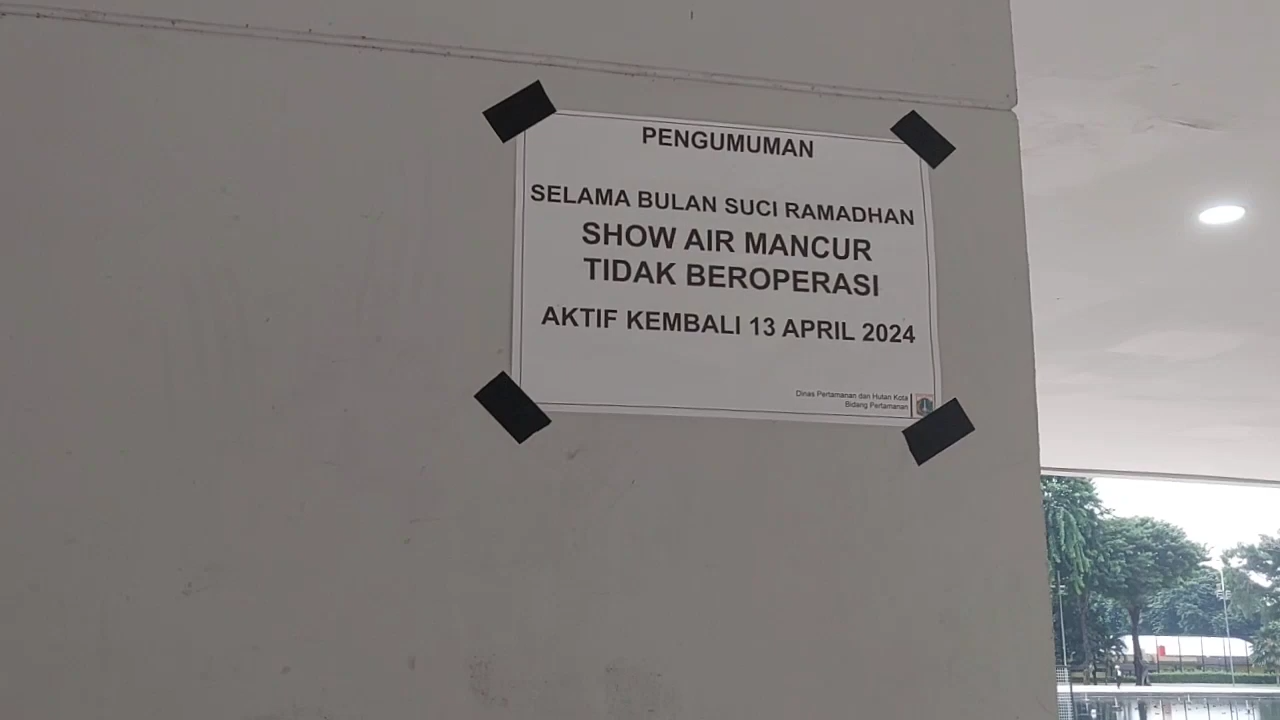 PENGUMUMAN
SELAMA BULAN SUCI RAMADHAN
SHOW AIR MANCUR
TIDAK BEROPERASI
AKTIF KEMBALI 13 APRIL 2024
Dinas Pertamanan dan Hutan Kota
Bidang Pertamanan